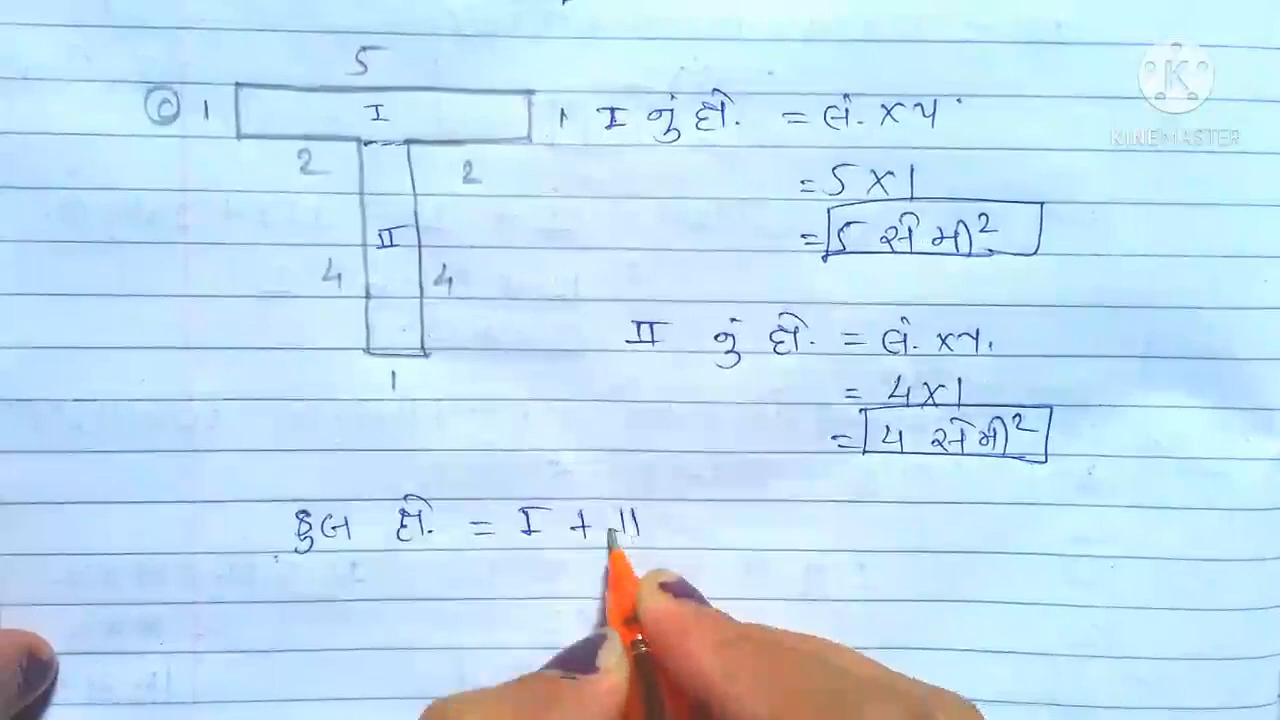 5
ⓒ 1 I 1 I નું ક્ષે. = લં. x પ.
2 2
= 5 x 1
II
= 5 સેમી²
4 4
II નું ક્ષે. = લં. x પ.
1
= 4 x 1
= 4 સેમી²
કુલ ક્ષે. = I + II
K
KINEMASTER